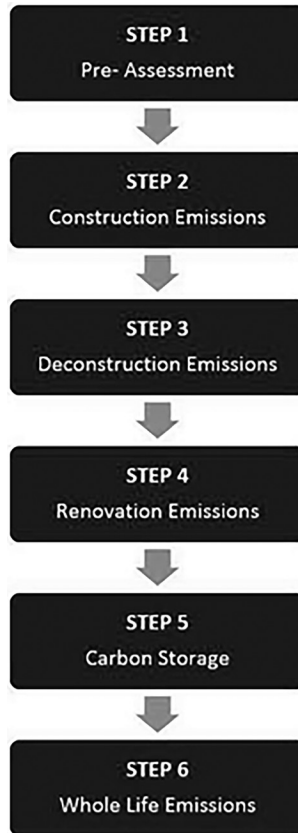 STEP 1
Pre- Assessment
STEP 2
Construction Emissions
STEP 3
Deconstruction Emissions
STEP 4
Renovation Emissions
STEP 5
Carbon Storage
STEP 6
Whole Life Emissions